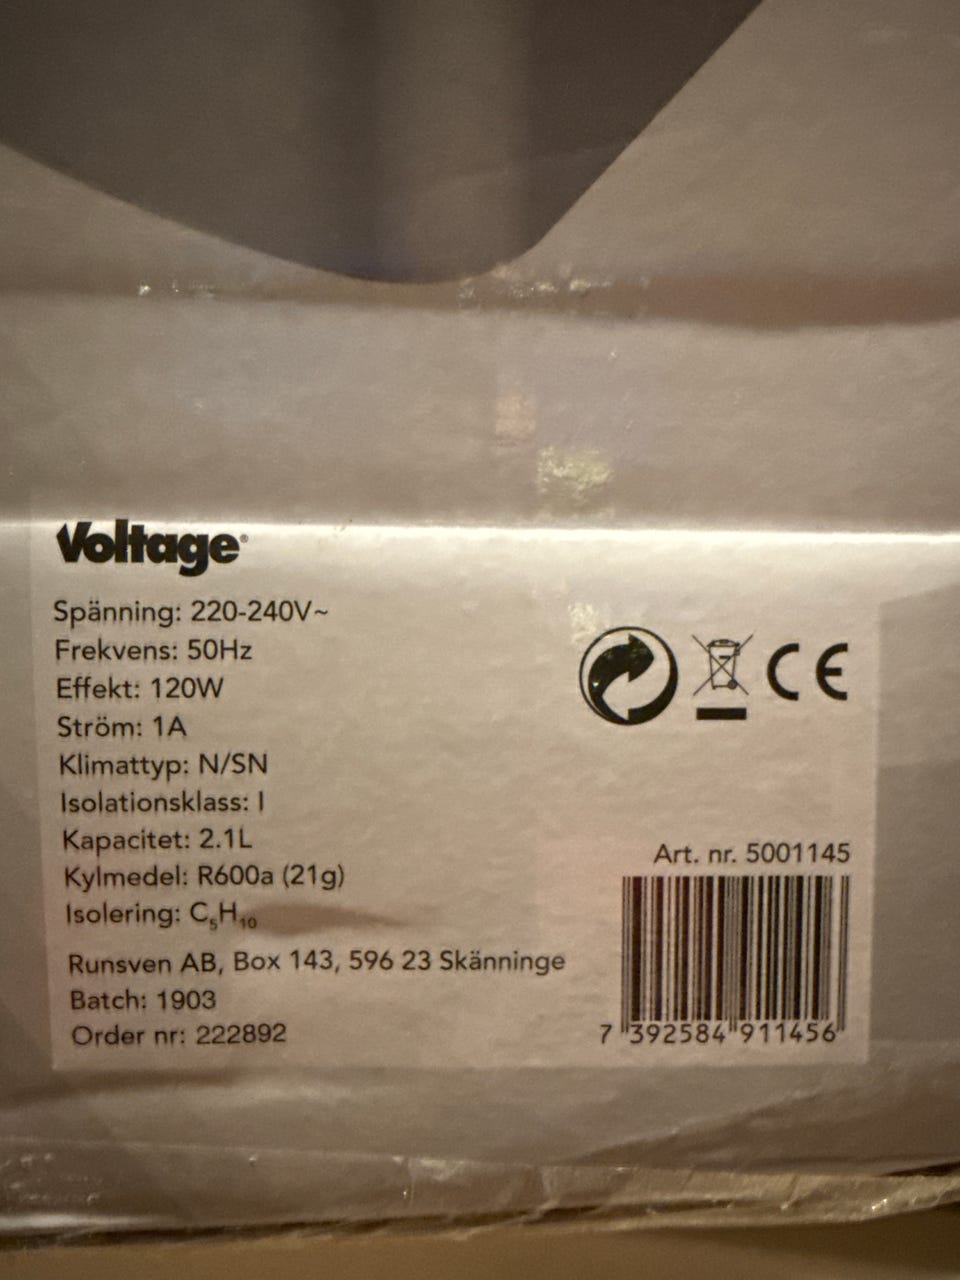 Voltage®
Spänning: 220-240V~
Frekvens: 50Hz
Effekt: 120W
Ström: 1A
Klimattyp: N/SN
Isolationsklass: I
Kapacitet: 2.1L
Kylmedel: R600a (21g)
Isolering: C₅H₁₀
Runsven AB, Box 143, 596 23 Skänninge
Batch: 1903
Order nr: 222892
CE
Art. nr. 5001145
7 392584 911456